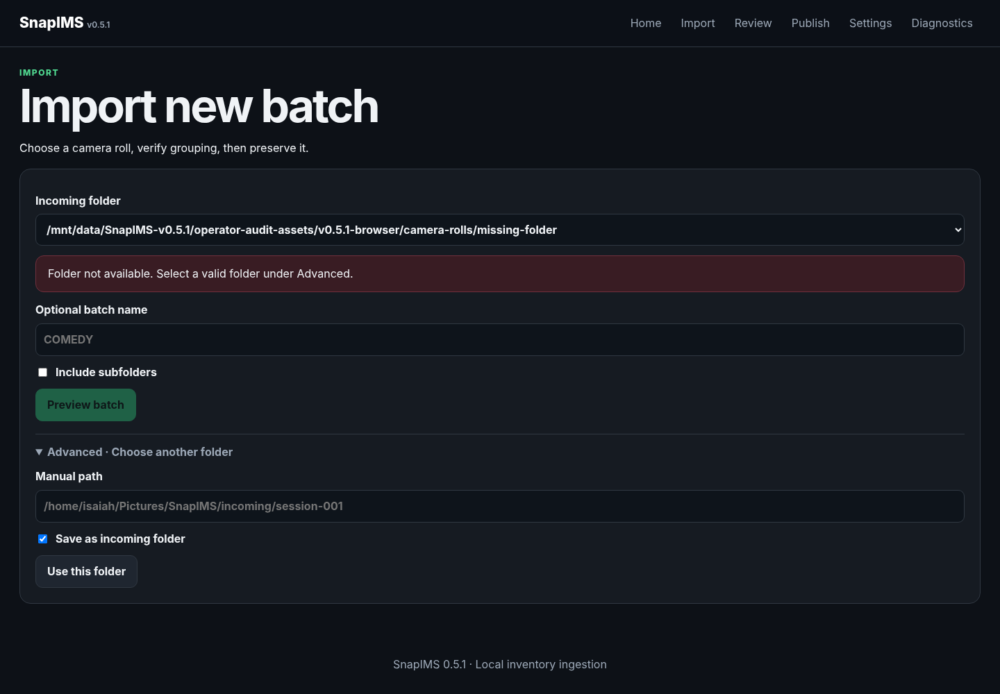 SnapIMS v0.5.1
Home Import Review Publish Settings Diagnostics
IMPORT
Import new batch
Choose a camera roll, verify grouping, then preserve it.
Incoming folder
/mnt/data/SnapIMS-v0.5.1/operator-audit-assets/v0.5.1-browser/camera-rolls/missing-folder
Folder not available. Select a valid folder under Advanced.
Optional batch name
COMEDY
Include subfolders
Preview batch
▼ Advanced · Choose another folder
Manual path
/home/isaiah/Pictures/SnapIMS/incoming/session-001
Save as incoming folder
Use this folder
SnapIMS 0.5.1 · Local inventory ingestion